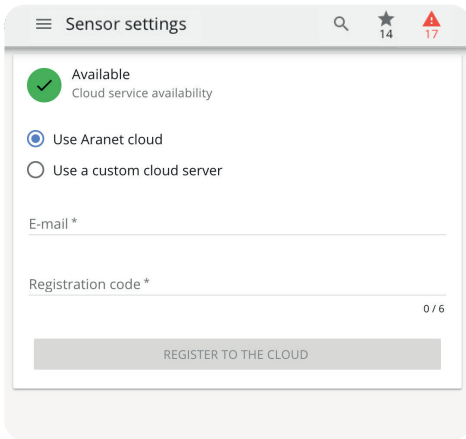 Sensor settings
14
17
Available
Cloud service availability
Use Aranet cloud
Use a custom cloud server
E-mail *
Registration code *
0 / 6
REGISTER TO THE CLOUD